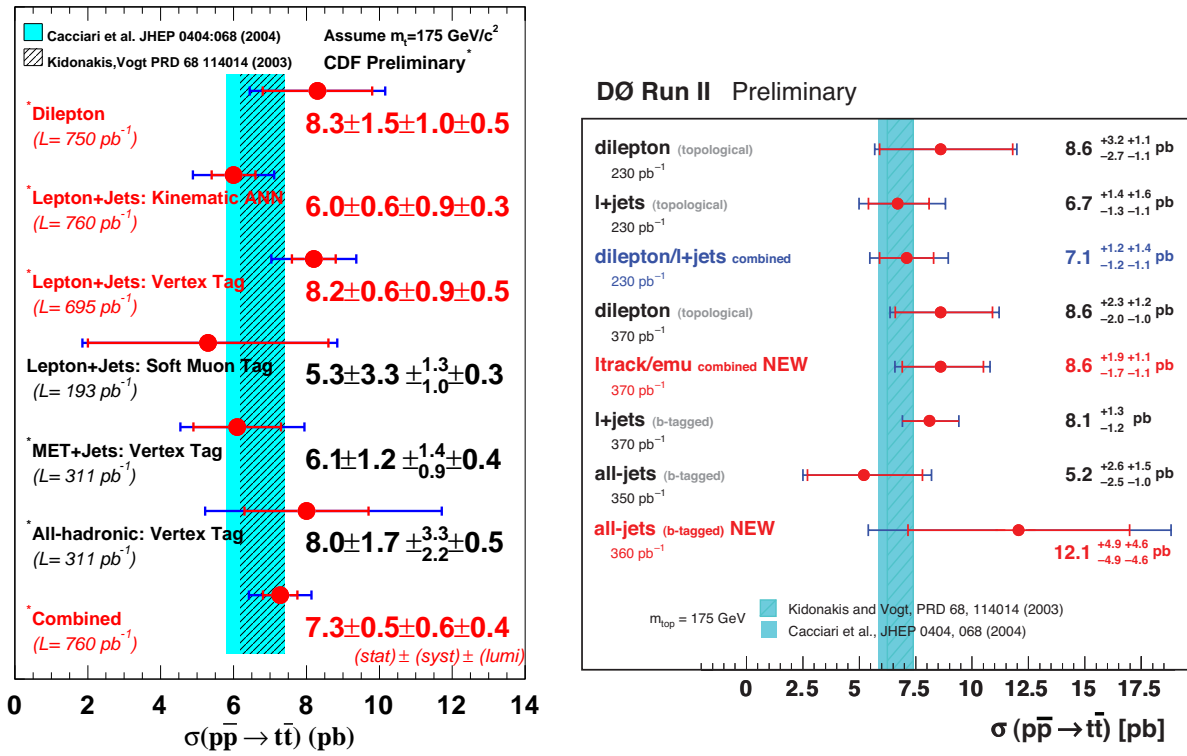 Cacciari et al. JHEP 0404:068 (2004)
Kidonakis,Vogt PRD 68 114014 (2003)
Assume mₜ=175 GeV/c²
CDF Preliminary*
*Dilepton
(L= 750 pb⁻¹)
8.3±1.5±1.0±0.5
*Lepton+Jets: Kinematic ANN
(L= 760 pb⁻¹)
6.0±0.6±0.9±0.3
*Lepton+Jets: Vertex Tag
(L= 695 pb⁻¹)
8.2±0.6±0.9±0.5
Lepton+Jets: Soft Muon Tag
(L= 193 pb⁻¹)
5.3±3.3 ±1.3 1.0 ±0.3
*MET+Jets: Vertex Tag
(L= 311 pb⁻¹)
6.1±1.2 ±1.4 0.9 ±0.4
*All-hadronic: Vertex Tag
(L= 311 pb⁻¹)
8.0±1.7 ±3.3 2.2 ±0.5
*Combined
(L= 760 pb⁻¹)
7.3±0.5±0.6±0.4
(stat) ± (syst) ± (lumi)
0 2 4 6 8 10 12 14
σ(pp̅ → tt̅) (pb)
DØ Run II Preliminary
dilepton (topological)
230 pb⁻¹
8.6 +3.2 +1.1 −2.7 −1.1 pb
l+jets (topological)
230 pb⁻¹
6.7 +1.4 +1.6 −1.3 −1.1 pb
dilepton/l+jets combined
230 pb⁻¹
7.1 +1.2 +1.4 −1.2 −1.1 pb
dilepton (topological)
370 pb⁻¹
8.6 +2.3 +1.2 −2.0 −1.0 pb
ltrack/emu combined NEW
370 pb⁻¹
8.6 +1.9 +1.1 −1.7 −1.1 pb
l+jets (b-tagged)
370 pb⁻¹
8.1 +1.3 −1.2 pb
all-jets (b-tagged)
350 pb⁻¹
5.2 +2.6 +1.5 −2.5 −1.0 pb
all-jets (b-tagged) NEW
360 pb⁻¹
12.1 +4.9 +4.6 −4.9 −4.6 pb
m_top = 175 GeV
Kidonakis and Vogt, PRD 68, 114014 (2003)
Cacciari et al., JHEP 0404, 068 (2004)
0 2.5 5 7.5 10 12.5 15 17.5
σ (pp̅ → tt̅) [pb]